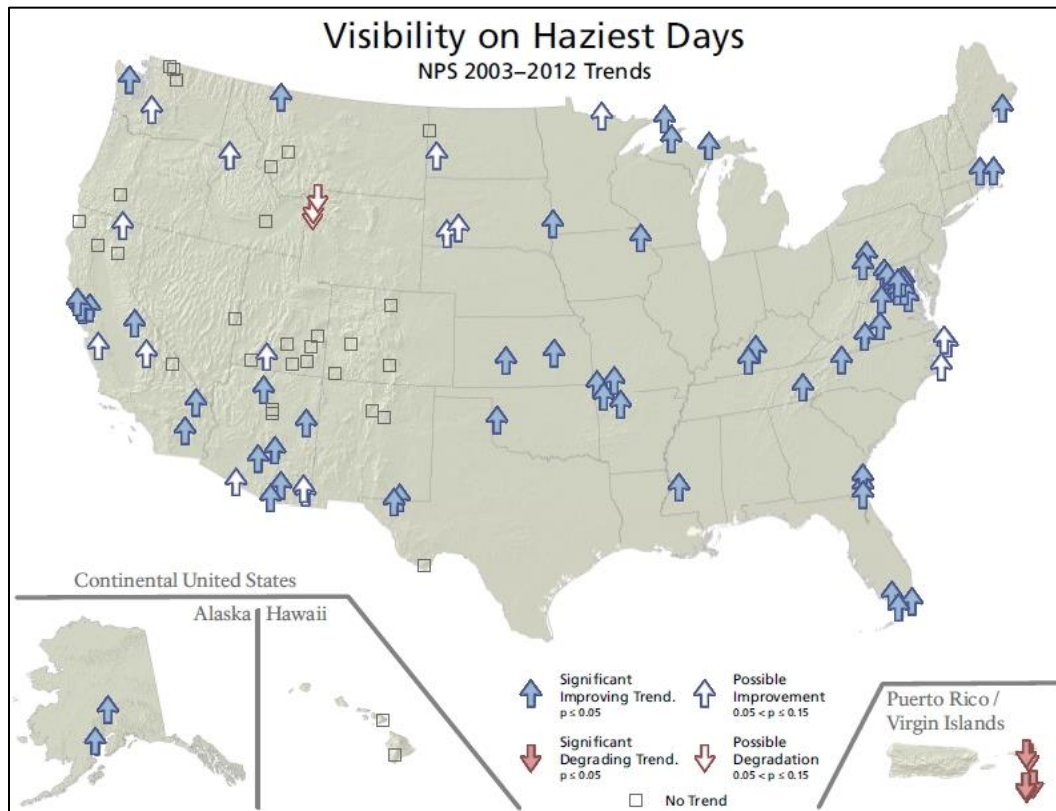 Visibility on Haziest Days
NPS 2003–2012 Trends
Continental United States
Alaska
Hawaii
Significant
Improving Trend.
p ≤ 0.05
Possible
Improvement
0.05 < p ≤ 0.15
Significant
Degrading Trend.
p ≤ 0.05
Possible
Degradation
0.05 < p ≤ 0.15
No Trend
Puerto Rico /
Virgin Islands